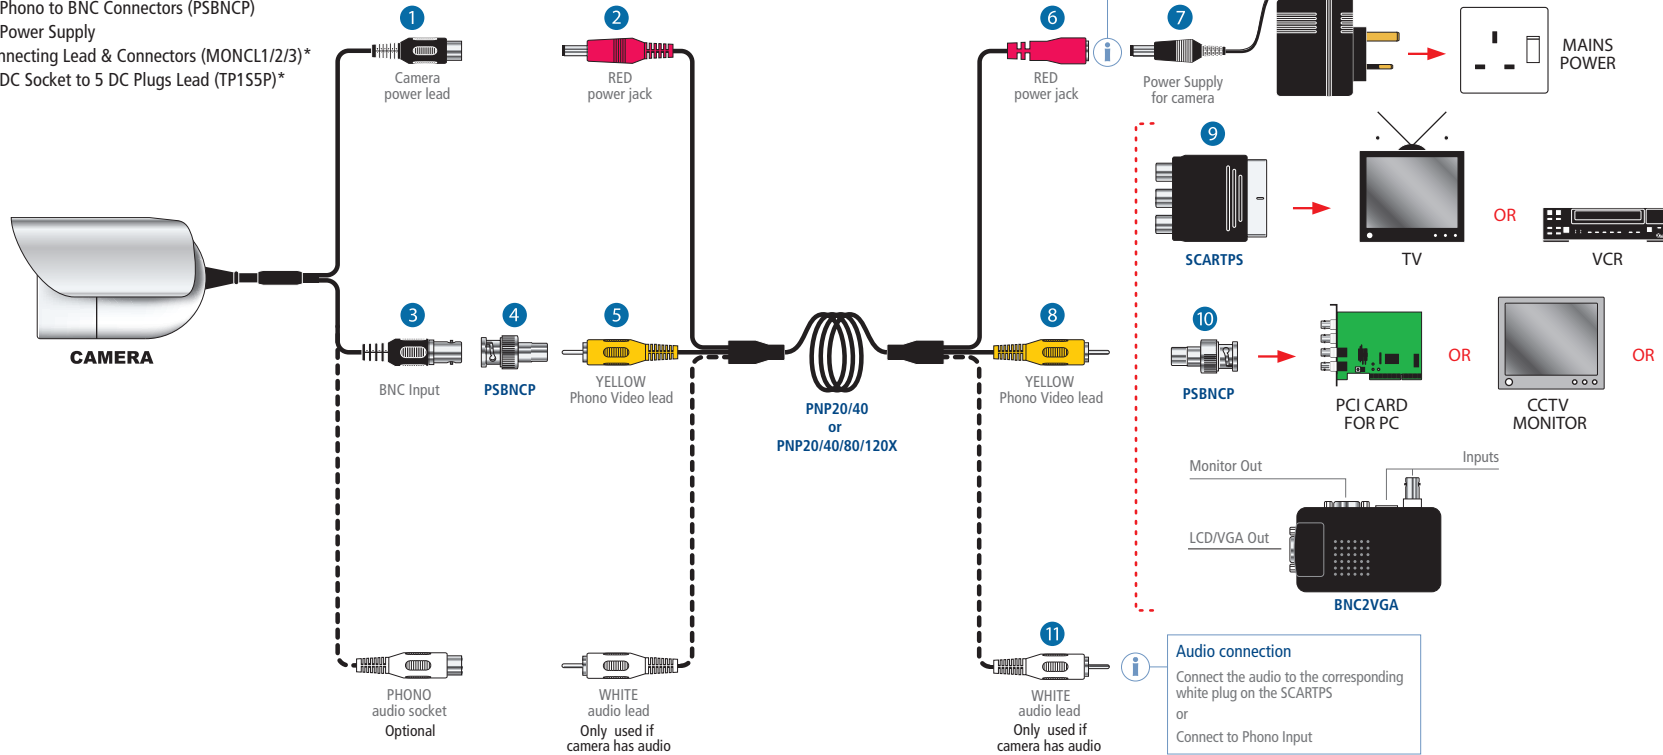 Phono to BNC Connectors (PSBNCP)
Power Supply
Connecting Lead & Connectors (MONCL1/2/3)*
DC Socket to 5 DC Plugs Lead (TP1S5P)*
1
Camera
power lead
2
RED
power jack
6
RED
power jack
i
7
Power Supply
for camera
MAINS
POWER
9
SCARTPS
TV
OR
VCR
CAMERA
3
BNC Input
4
PSBNCP
5
YELLOW
Phono Video lead
PNP20/40
or
PNP20/40/80/120X
8
YELLOW
Phono Video lead
10
PSBNCP
PCI CARD
FOR PC
OR
CCTV
MONITOR
OR
Monitor Out
Inputs
LCD/VGA Out
BNC2VGA
PHONO
audio socket
Optional
WHITE
audio lead
Only used if
camera has audio
11
WHITE
audio lead
Only used if
camera has audio
i
Audio connection
Connect the audio to the corresponding
white plug on the SCARTPS
or
Connect to Phono Input